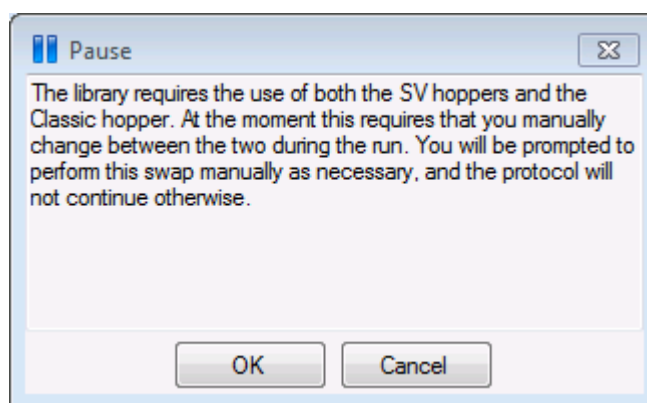 Pause
The library requires the use of both the SV hoppers and the
Classic hopper. At the moment this requires that you manually
change between the two during the run. You will be prompted to
perform this swap manually as necessary, and the protocol will
not continue otherwise.
OK
Cancel